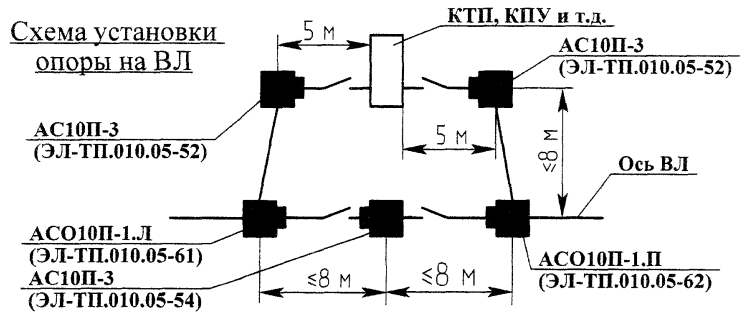 Схема установки
опоры на ВЛ
5 м
КТП, КПУ и т.д.
АС10П-3
(ЭЛ-ТП.010.05-52)
АС10П-3
(ЭЛ-ТП.010.05-52)
5 м
≤8 м
Ось ВЛ
АСО10П-1.Л
(ЭЛ-ТП.010.05-61)
АС10П-3
(ЭЛ-ТП.010.05-54)
≤8 м
≤8 м
АСО10П-1.П
(ЭЛ-ТП.010.05-62)